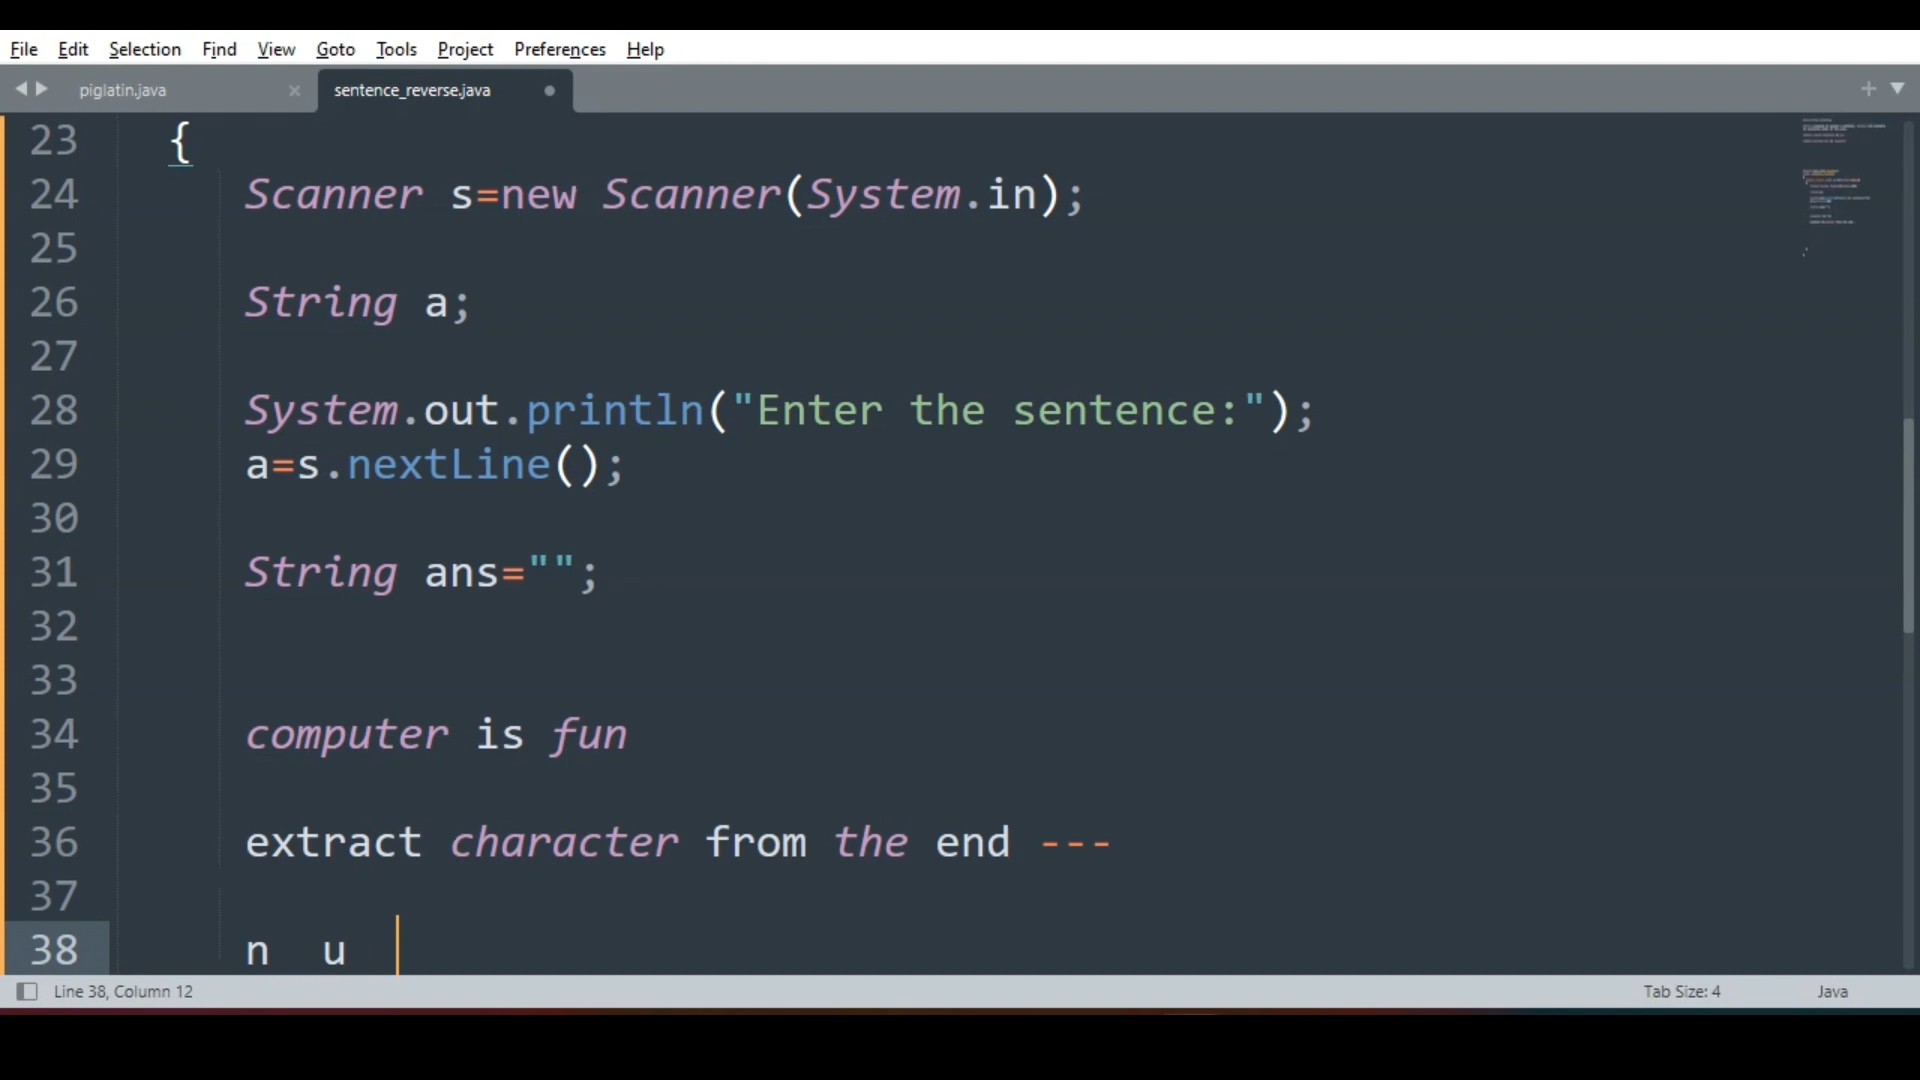 File Edit Selection Find View Goto Tools Project Preferences Help
piglatin.java sentence_reverse.java
23 {
24 Scanner s=new Scanner(System.in);
25
26 String a;
27
28 System.out.println("Enter the sentence:");
29 a=s.nextLine();
30
31 String ans="";
32
33
34 computer is fun
35
36 extract character from the end ---
37
38 n u
Line 38, Column 12 Tab Size: 4 Java